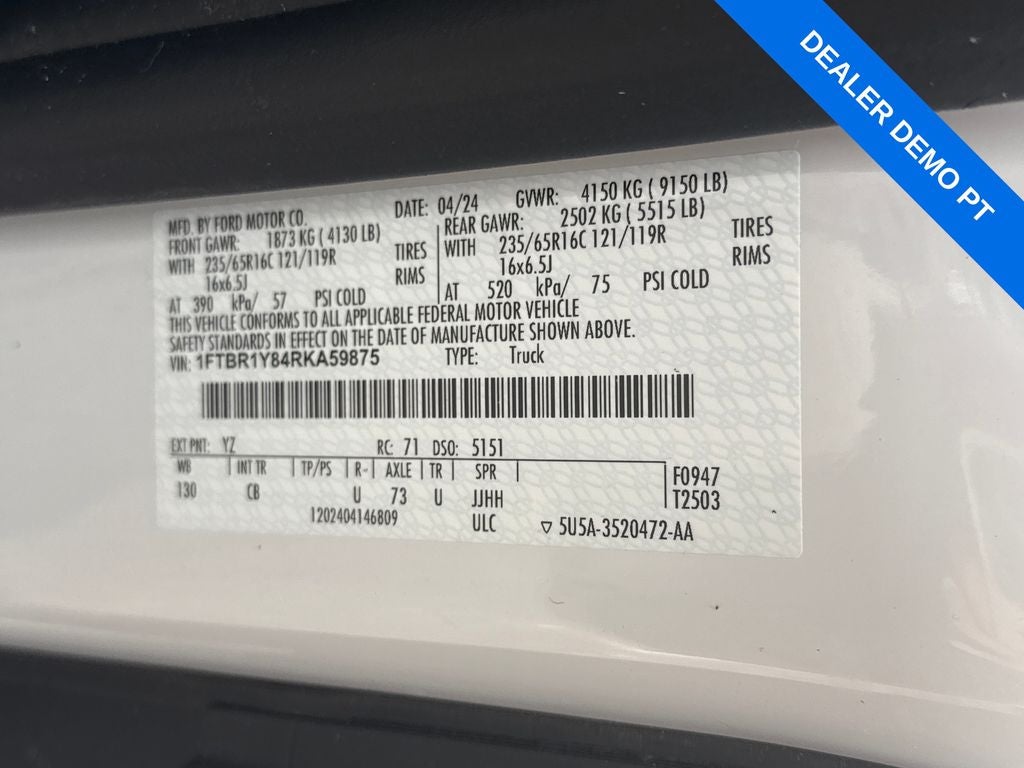 DEALER DEMO PT
MFD. BY FORD MOTOR CO. DATE: 04/24 GVWR: 4150 KG ( 9150 LB)
FRONT GAWR: 1873 KG ( 4130 LB) REAR GAWR: 2502 KG ( 5515 LB)
WITH 235/65R16C 121/119R TIRES WITH 235/65R16C 121/119R TIRES
16x6.5J RIMS 16x6.5J RIMS
AT 390 kPa/ 57 PSI COLD AT 520 kPa/ 75 PSI COLD
THIS VEHICLE CONFORMS TO ALL APPLICABLE FEDERAL MOTOR VEHICLE
SAFETY STANDARDS IN EFFECT ON THE DATE OF MANUFACTURE SHOWN ABOVE.
VIN: 1FTBR1Y84RKA59875 TYPE: Truck
EXT PNT: YZ RC: 71 DSO: 5151
WB INT TR TP/PS R- AXLE TR SPR F0947
130 CB U 73 U JJHH T2503
1202404146809 ULC ▽ 5U5A-3520472-AA